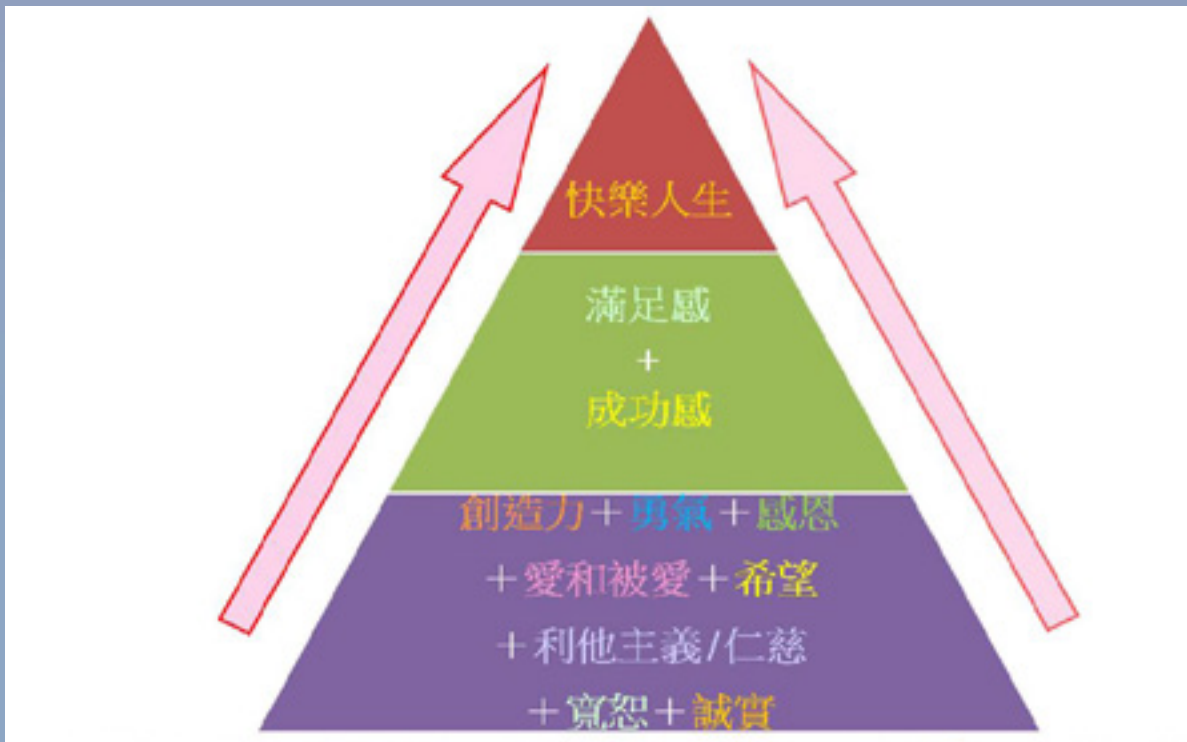 快樂人生
滿足感
+
成功感
創造力+勇氣+感恩
+愛和被愛+希望
+利他主義/仁慈
+寬恕+誠實